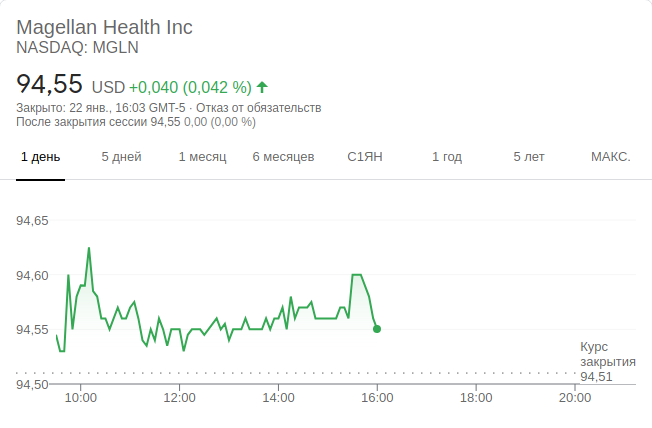 Magellan Health Inc
NASDAQ: MGLN
94,55 USD +0,040 (0,042 %)
Закрыто: 22 янв., 16:03 GMT-5 · Отказ от обязательств
После закрытия сессии 94,55 0,00 (0,00 %)
1 день 5 дней 1 месяц 6 месяцев С1ЯН 1 год 5 лет МАКС.
94,65
94,60
94,55
Курс
закрытия
94,51
94,50
10:00 12:00 14:00 16:00 18:00 20:00